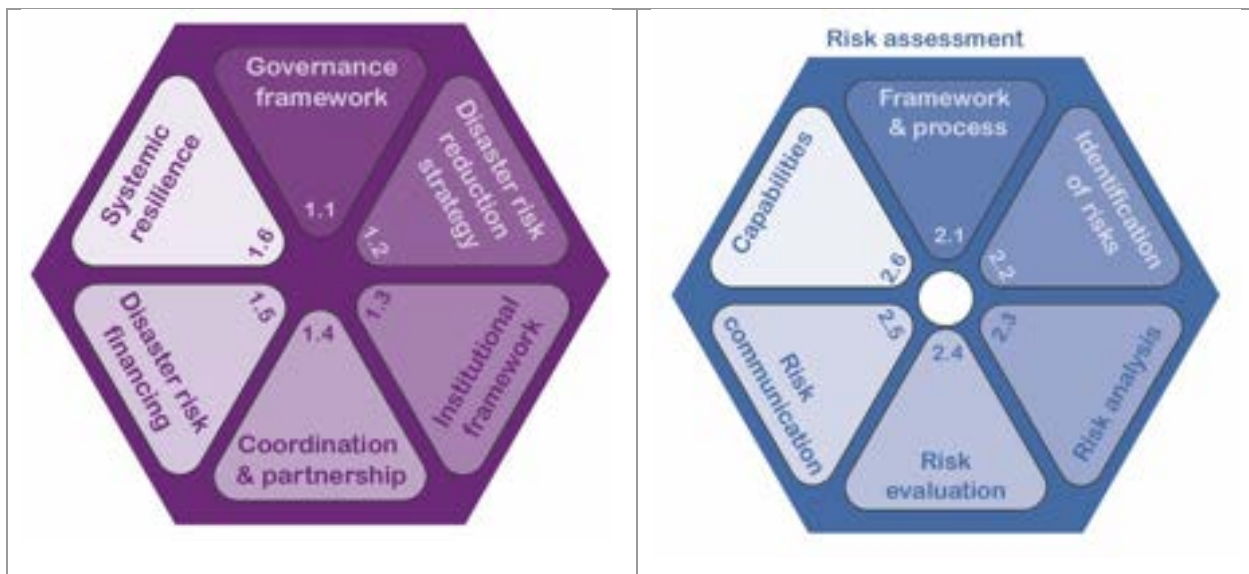 Governance
framework
1.1
Disaster risk
reduction
strategy
1.2
1.3
Institutional
framework
1.4
Coordination
& partnership
1.5
Disaster risk
financing
Systemic
resilience
1.6
Risk assessment
Framework
& process
2.1
Identification
of risks
2.2
2.3
Risk analysis
2.4
Risk
evaluation
2.5
Risk
communication
Capabilities
2.6